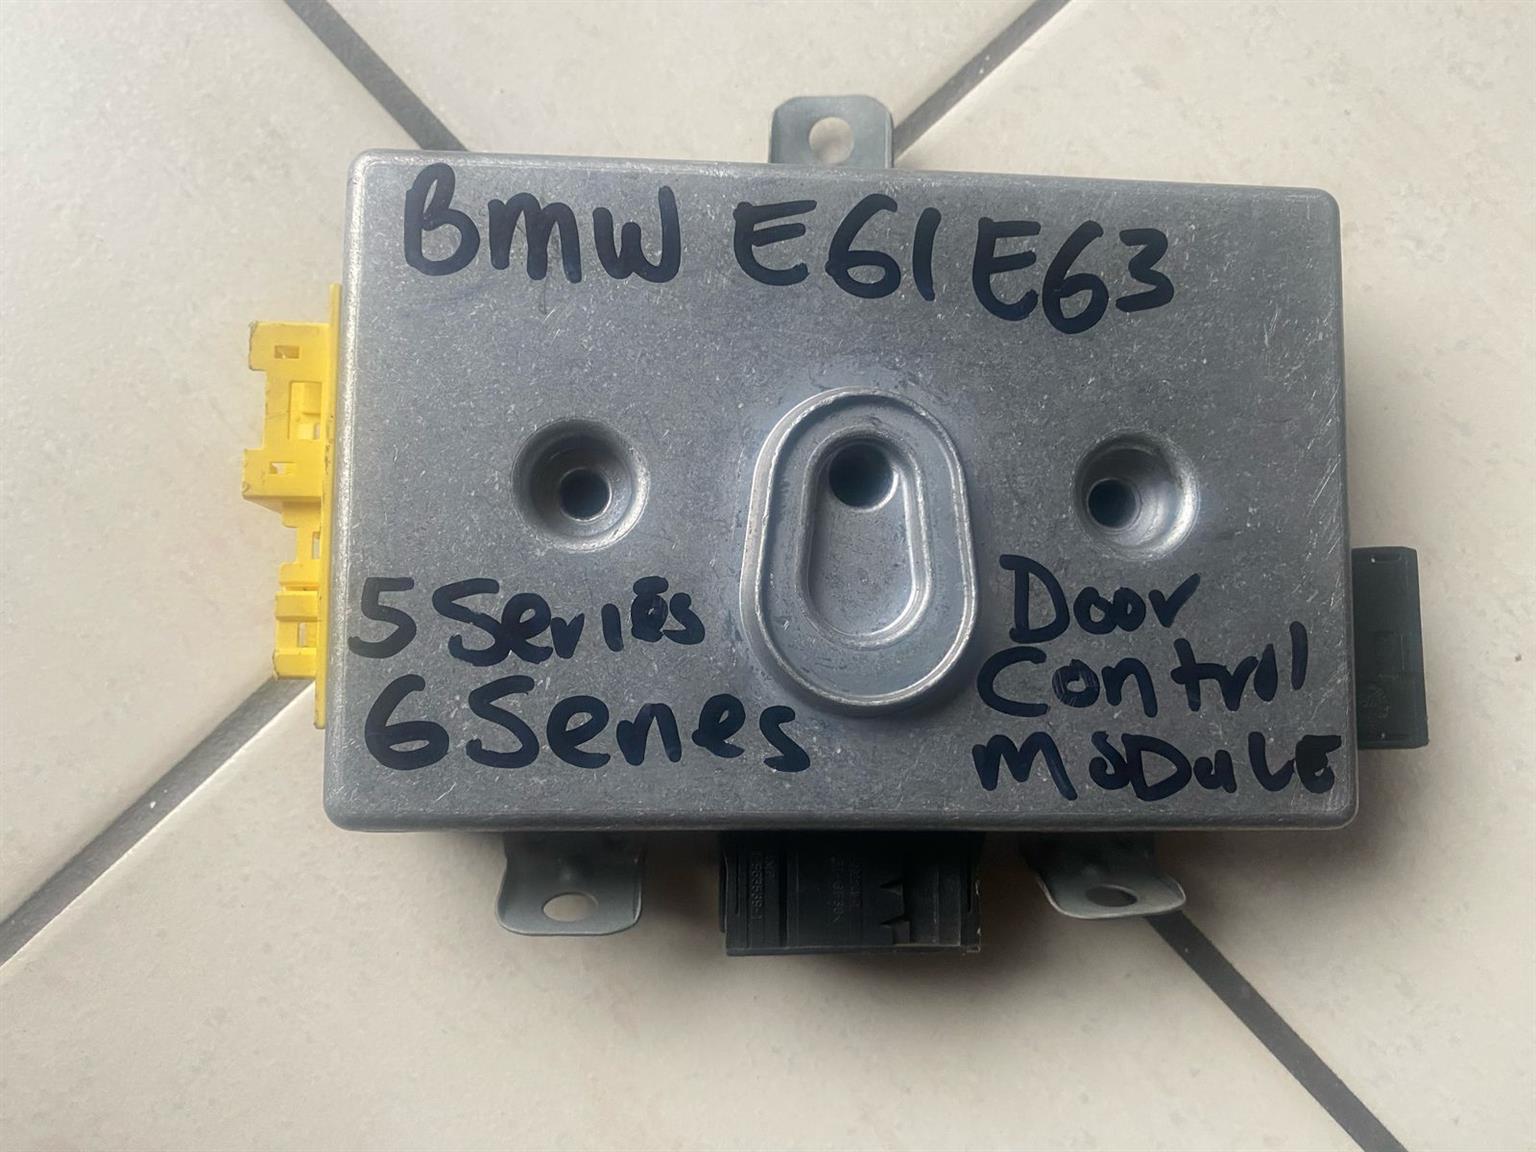 BMW E61 E63
5 Series
6 Series
Door
Control
MODULE